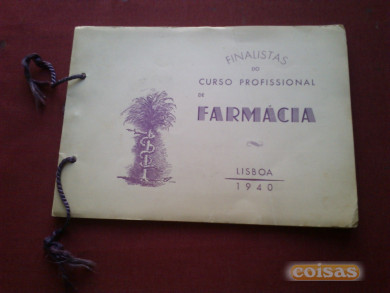 FINALISTAS
DO
CURSO PROFISSIONAL
DE
FARMÁCIA
LISBOA
1940
coisas